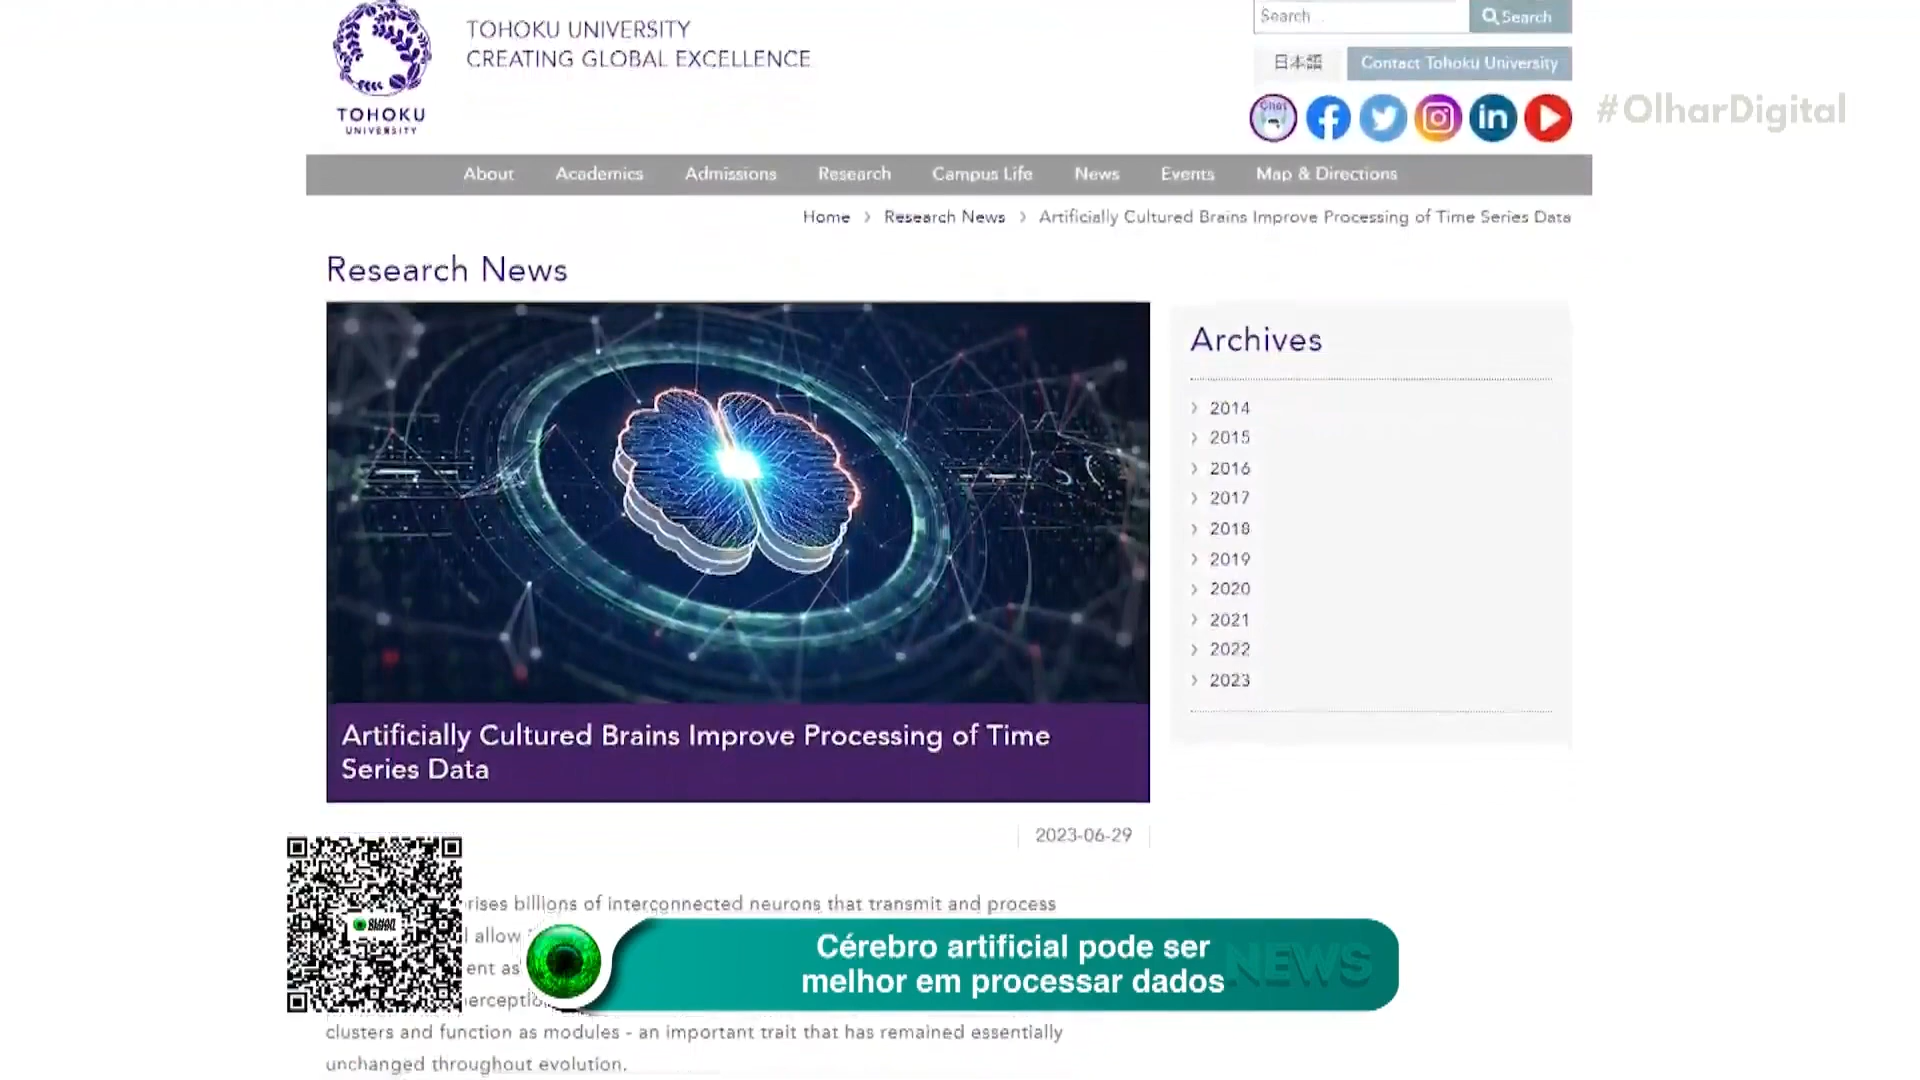 TOHOKU UNIVERSITY
CREATING GLOBAL EXCELLENCE
TOHOKU
UNIVERSITY
Search...
Search
日本語
Contact Tohoku University
Chat
#OlharDigital
About Academics Admissions Research Campus Life News Events Map & Directions
Home > Research News > Artificially Cultured Brains Improve Processing of Time Series Data
Research News
Archives
> 2014
> 2015
> 2016
> 2017
> 2018
> 2019
> 2020
> 2021
> 2022
> 2023
Artificially Cultured Brains Improve Processing of Time
Series Data
2023-06-29
rises billions of interconnected neurons that transmit and process
allow
ent as
erceptio
clusters and function as modules - an important trait that has remained essentially
unchanged throughout evolution.
Cérebro artificial pode ser
melhor em processar dados
NEWS